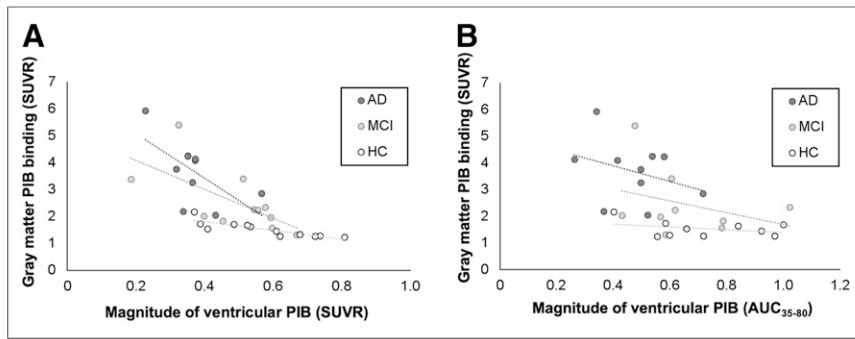 A
B
Gray matter PIB binding (SUVR)
7
6
5
4
3
2
1
0
AD
MCI
HC
0 0.2 0.4 0.6 0.8 1.0
Magnitude of ventricular PIB (SUVR)
Gray matter PIB binding (SUVR)
7
6
5
4
3
2
1
0
AD
MCI
HC
0 0.2 0.4 0.6 0.8 1.0 1.2
Magnitude of ventricular PIB (AUC35-80)